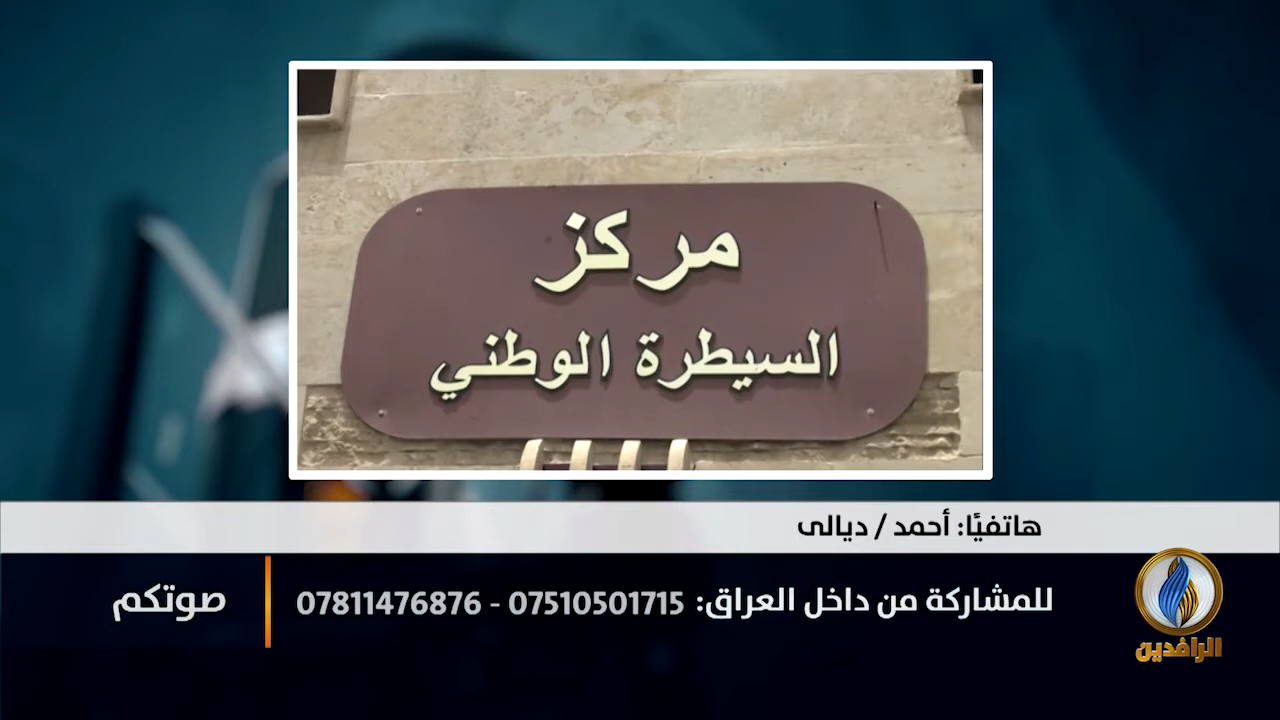 مركز
السيطرة الوطني
هاتفيًا: أحمد / ديالى
للمشاركة من داخل العراق: 07510501715 - 07811476876
صوتكم
الرافدين